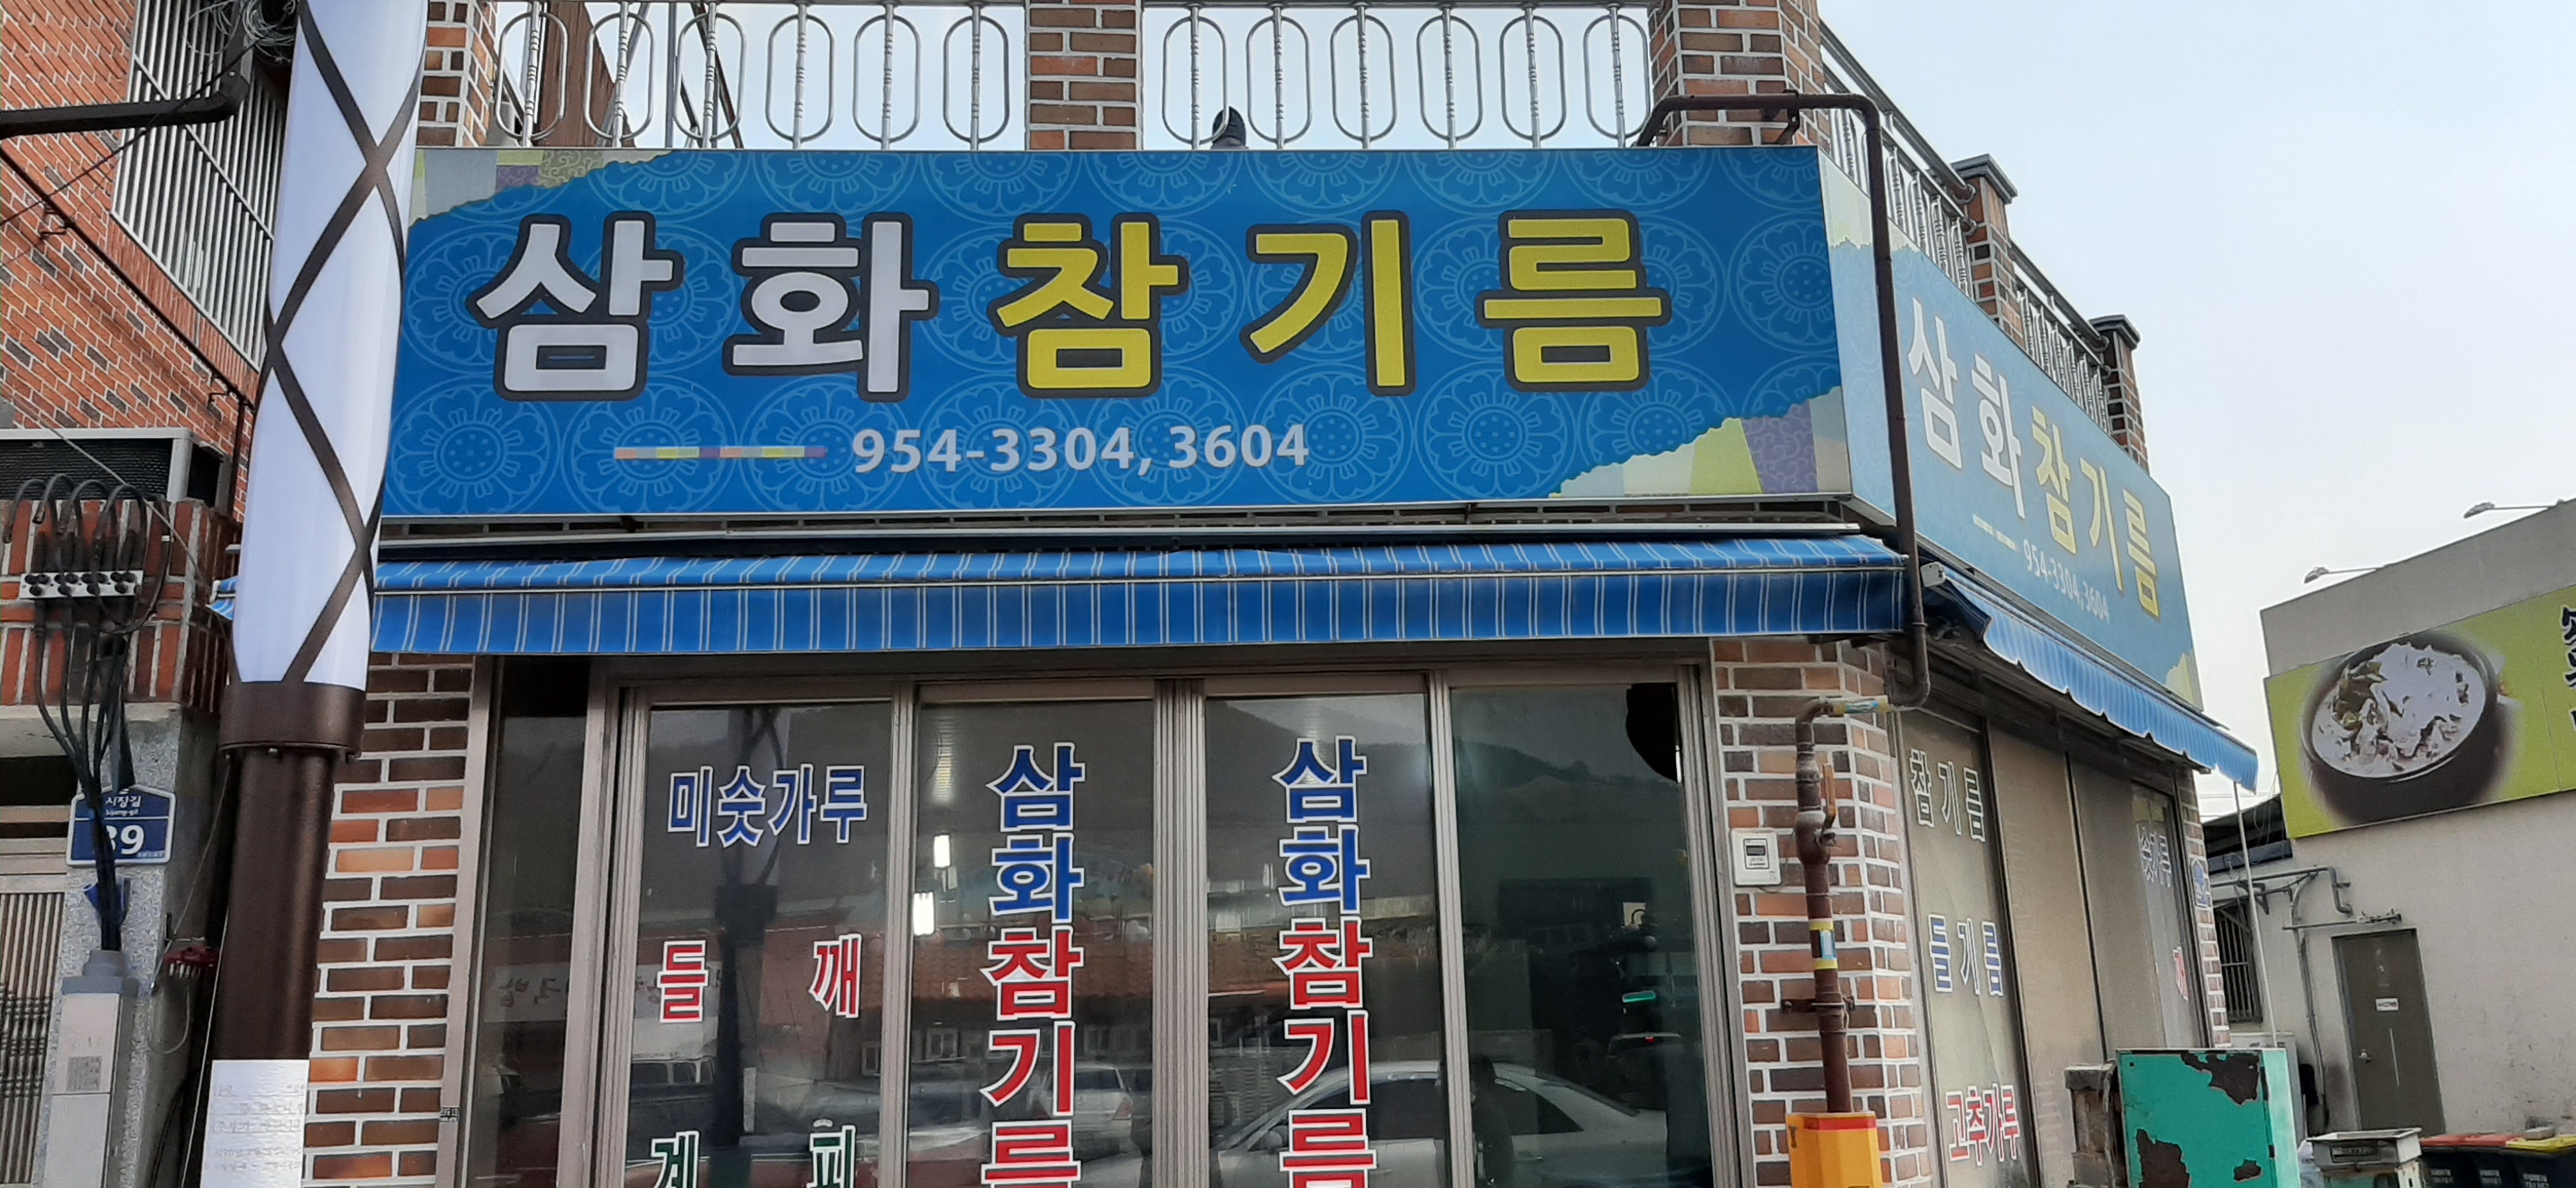 삼화참기름
954-3304, 3604
삼화참기름
954-3304, 3604
미숫가루
들깨
계피
삼화참기름
삼화참기름
참기름
들기름
고추가루
시장길
39